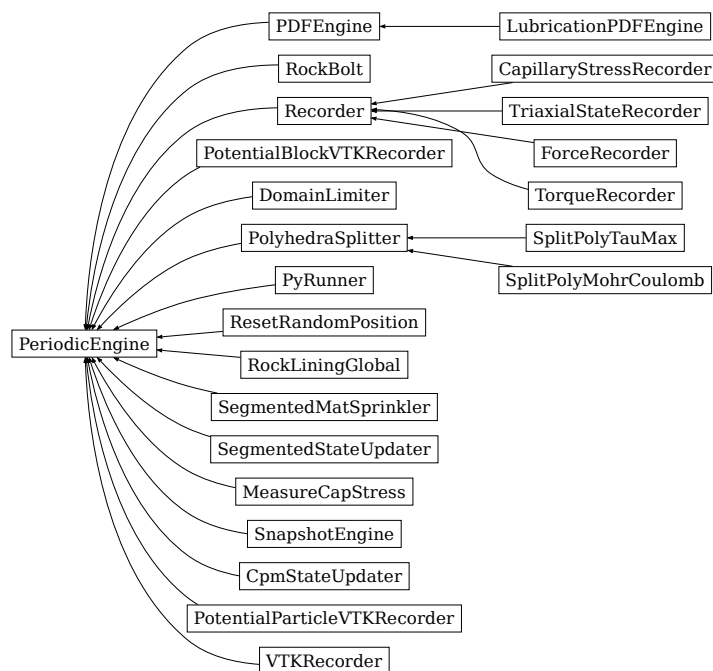 PDFEngine
LubricationPDFEngine
RockBolt
CapillaryStressRecorder
Recorder
TriaxialStateRecorder
PotentialBlockVTKRecorder
ForceRecorder
DomainLimiter
TorqueRecorder
PolyhedraSplitter
SplitPolyTauMax
PyRunner
SplitPolyMohrCoulomb
ResetRandomPosition
PeriodicEngine
RockLiningGlobal
SegmentedMatSprinkler
SegmentedStateUpdater
MeasureCapStress
SnapshotEngine
CpmStateUpdater
PotentialParticleVTKRecorder
VTKRecorder